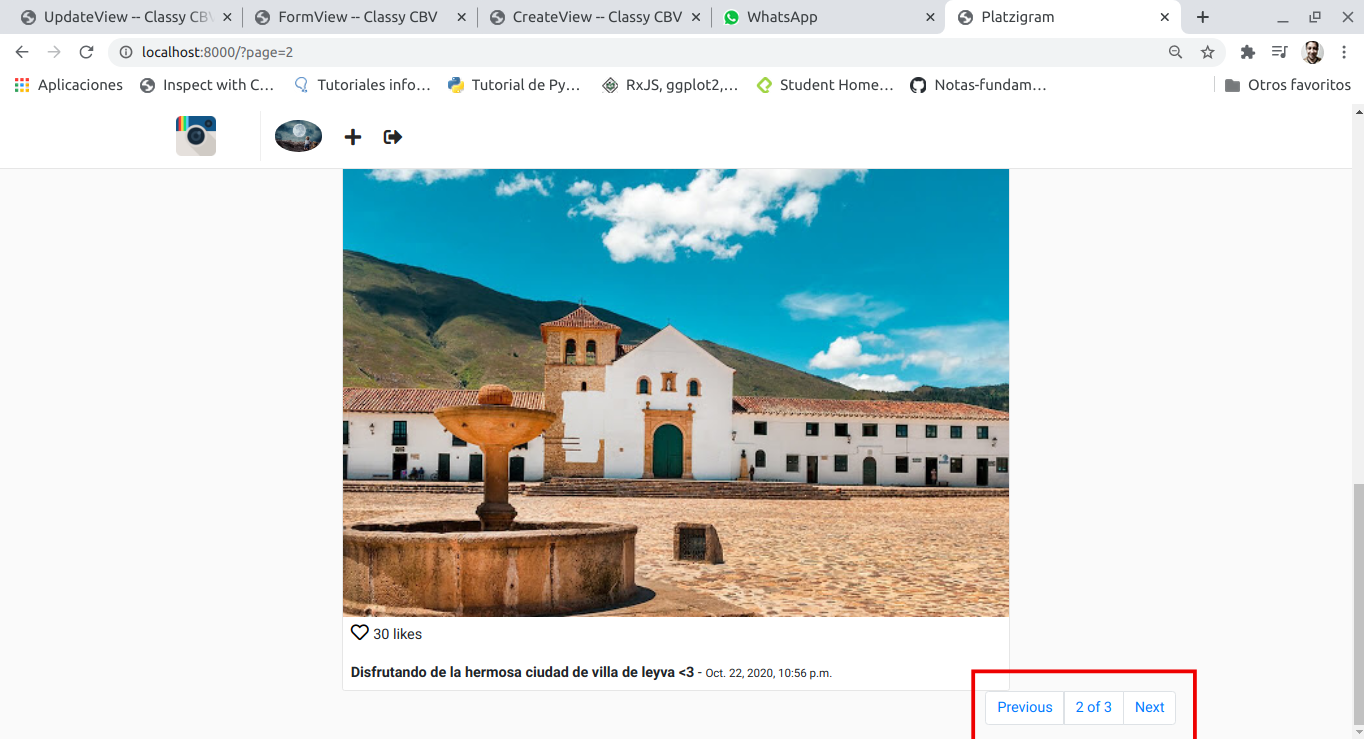 UpdateView -- Classy CBV
FormView -- Classy CBV
CreateView -- Classy CBV
WhatsApp
Platzigram
localhost:8000/?page=2
Aplicaciones
Inspect with C...
Tutoriales info...
Tutorial de Py...
RxJS, ggplot2,...
Student Home...
Notas-fundam...
Otros favoritos
30 likes
Disfrutando de la hermosa ciudad de villa de leyva <3 - Oct. 22, 2020, 10:56 p.m.
Previous
2 of 3
Next